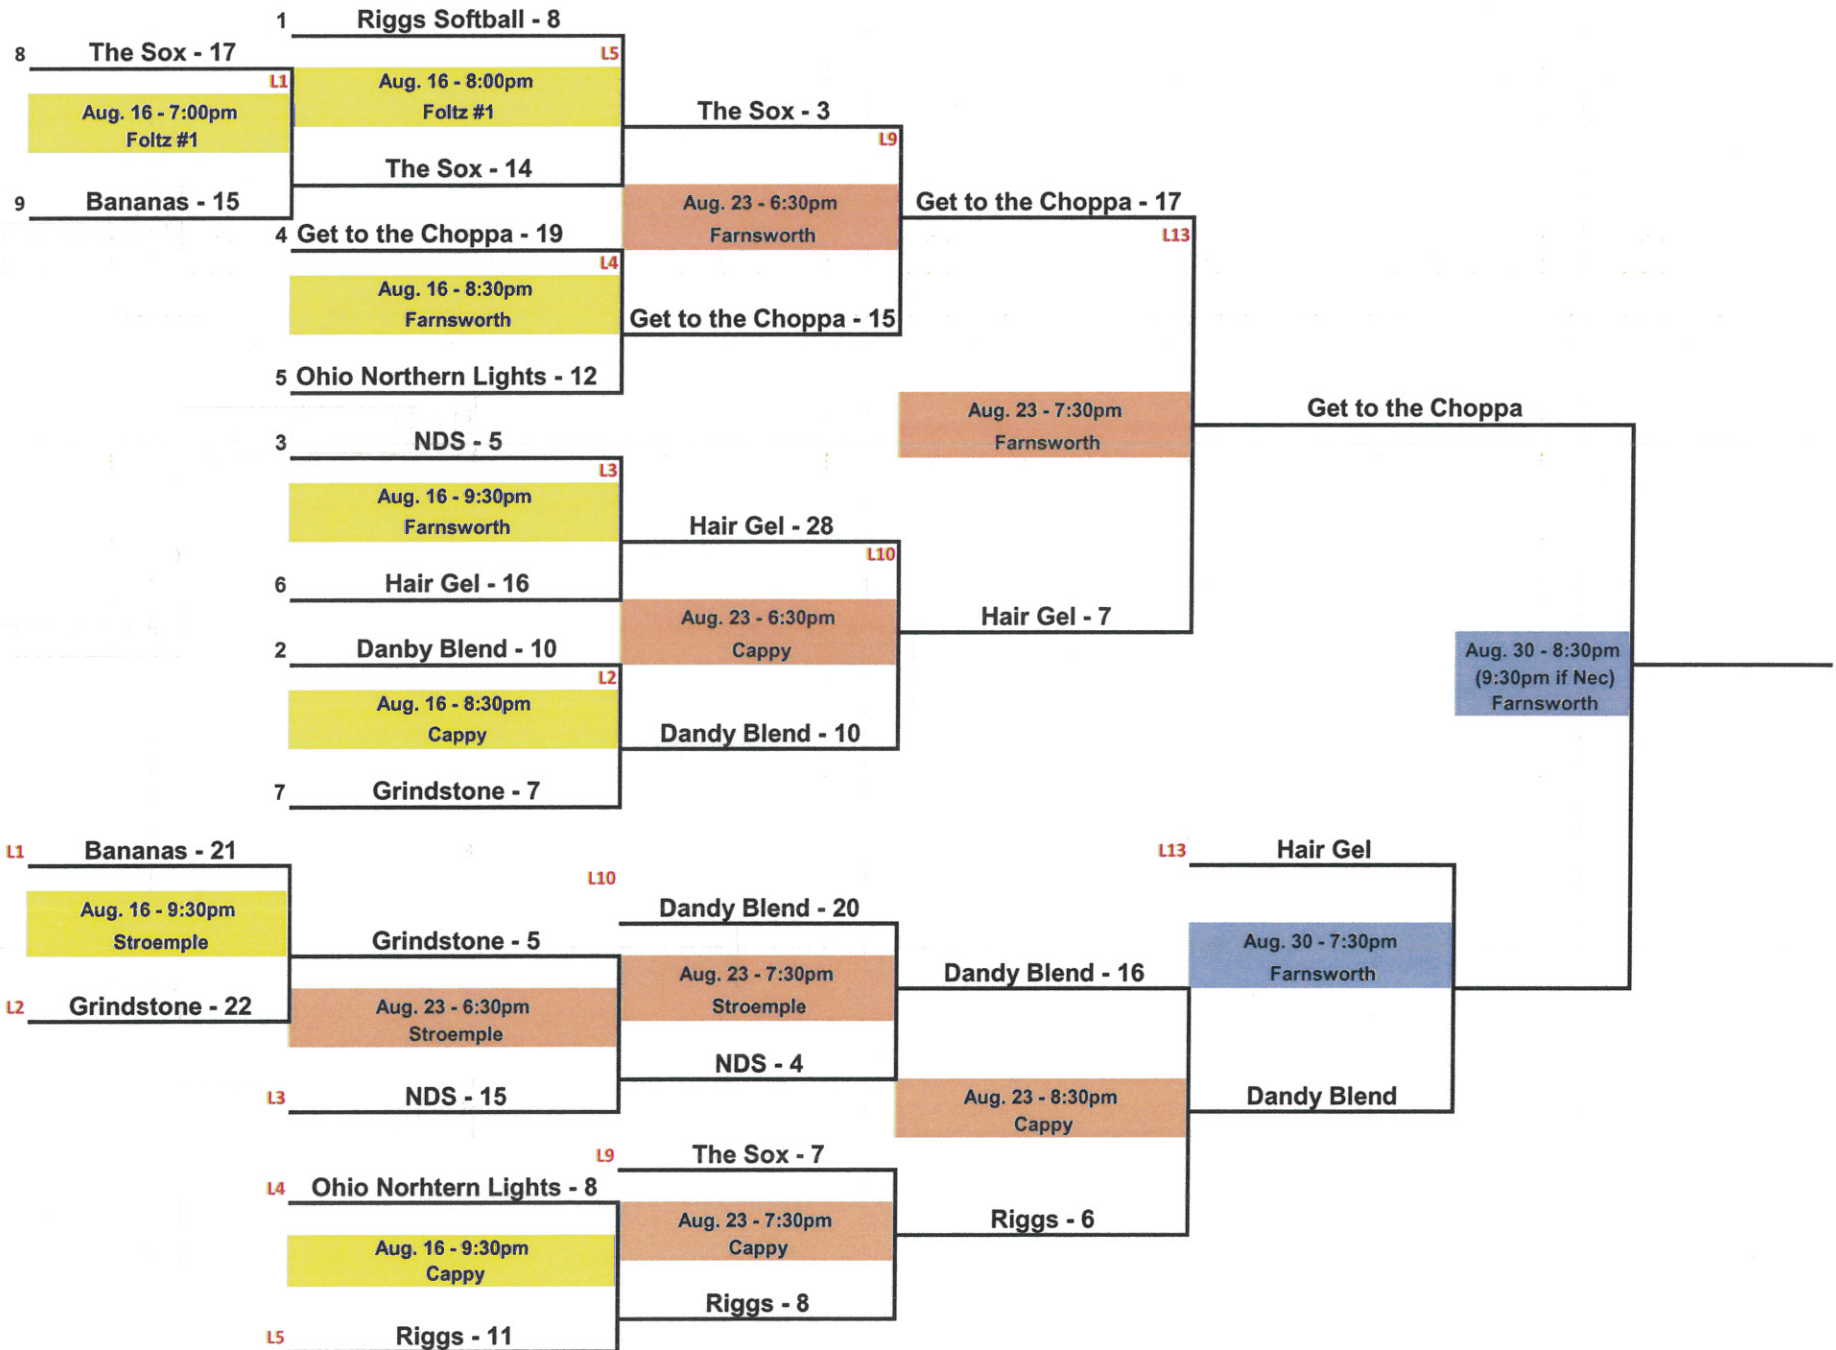 1 Riggs Softball - 8
8 The Sox - 17
L5
L1
Aug. 16 - 8:00pm
Foltz #1
Aug. 16 - 7:00pm
Foltz #1
The Sox - 3
L9
The Sox - 14
9 Bananas - 15
Aug. 23 - 6:30pm
Farnsworth
Get to the Choppa - 17
L13
4 Get to the Choppa - 19
L4
Aug. 16 - 8:30pm
Farnsworth
Get to the Choppa - 15
5 Ohio Northern Lights - 12
Aug. 23 - 7:30pm
Farnsworth
Get to the Choppa
3 NDS - 5
L3
Aug. 16 - 9:30pm
Farnsworth
Hair Gel - 28
L10
6 Hair Gel - 16
Aug. 23 - 6:30pm
Cappy
Hair Gel - 7
2 Danby Blend - 10
L2
Aug. 16 - 8:30pm
Cappy
Dandy Blend - 10
7 Grindstone - 7
Aug. 30 - 8:30pm
(9:30pm if Nec)
Farnsworth
L1 Bananas - 21
L13 Hair Gel
L10
Aug. 16 - 9:30pm
Stroemple
Dandy Blend - 20
Grindstone - 5
Aug. 30 - 7:30pm
Farnsworth
Aug. 23 - 7:30pm
Stroemple
Dandy Blend - 16
L2 Grindstone - 22
Aug. 23 - 6:30pm
Stroemple
NDS - 4
L3 NDS - 15
Aug. 23 - 8:30pm
Cappy
Dandy Blend
L9 The Sox - 7
L4 Ohio Norhtern Lights - 8
Aug. 23 - 7:30pm
Cappy
Riggs - 6
Aug. 16 - 9:30pm
Cappy
Riggs - 8
L5 Riggs - 11